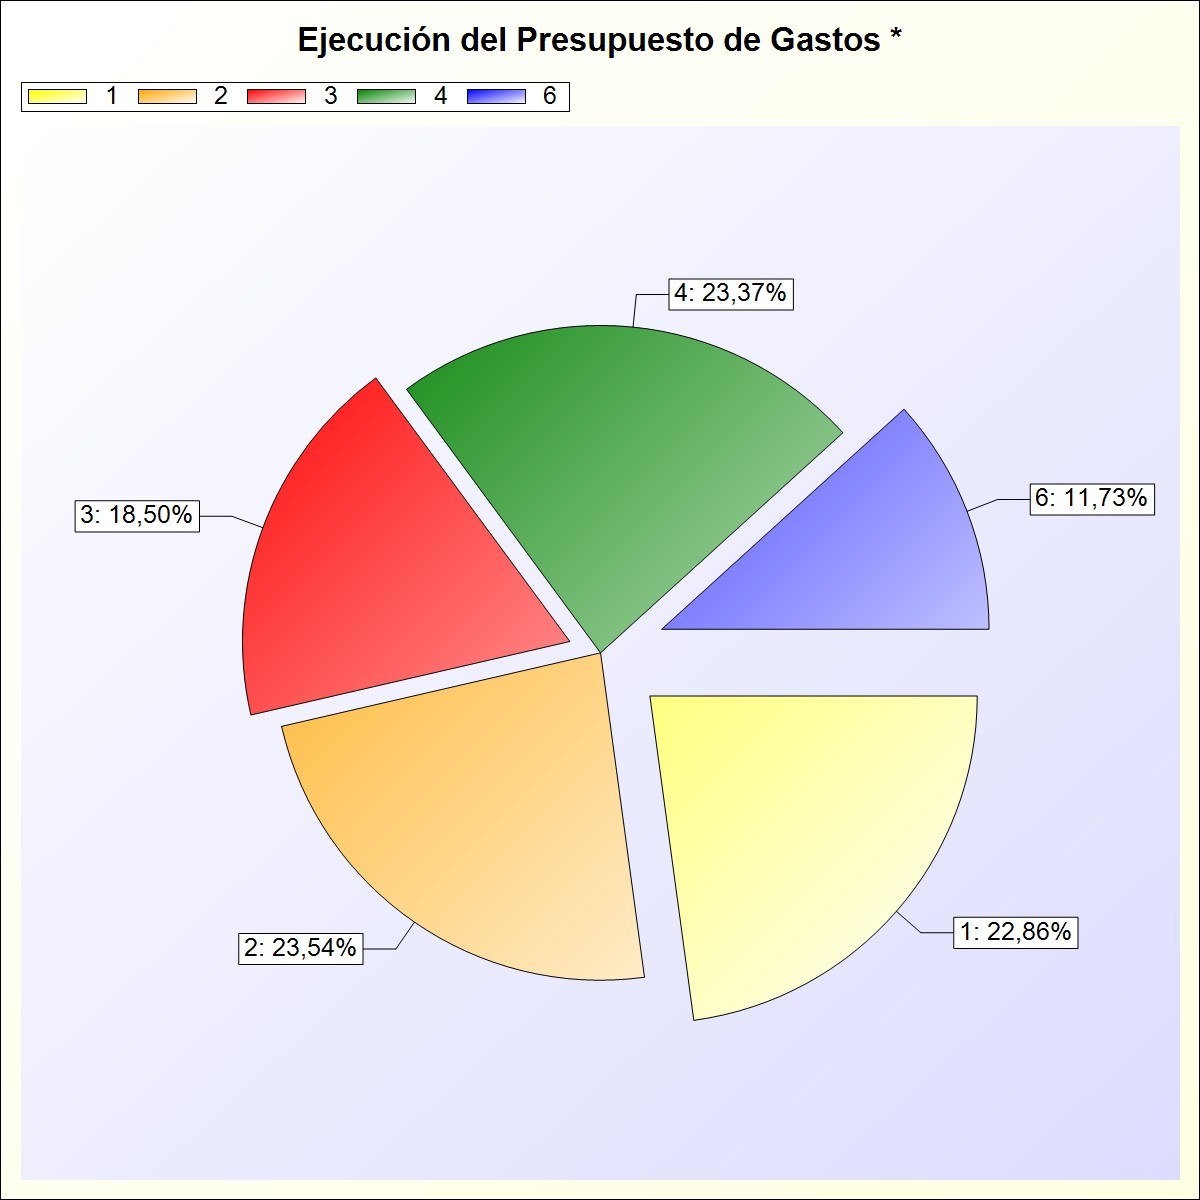 Ejecución del Presupuesto de Gastos *
1 2 3 4 6
4: 23,37%
6: 11,73%
3: 18,50%
1: 22,86%
2: 23,54%